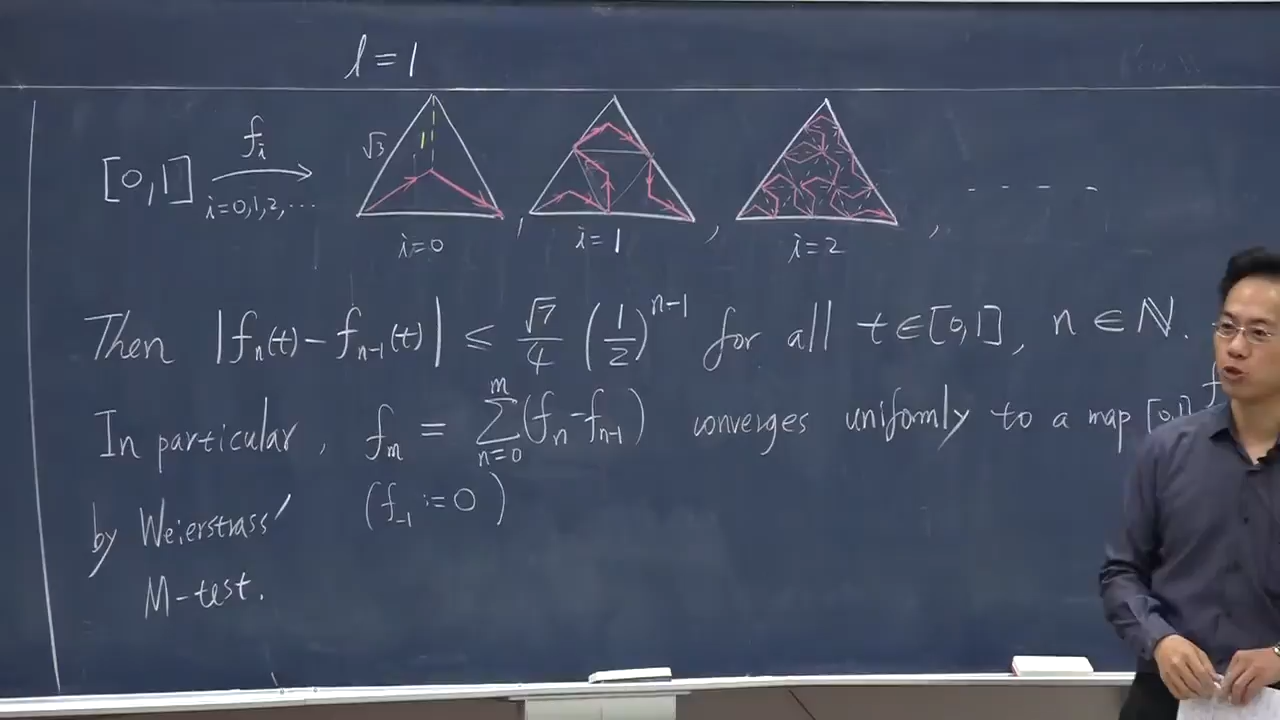 l = 1
[0,1] f_i → i=0,1,2,⋯ √3 1 , , , - - - - -
i=0 i=1 i=2
Then |f_n(t) − f_{n-1}(t)| ≤ √7/4 (1/2)^{n-1} for all t ∈ [0,1], n ∈ ℕ.
In particular, f_m = Σ_{n=0}^{m} (f_n − f_{n-1}) converges uniformly to a map [0,1] f
by Weierstrass' (f_{-1} := 0)
M-test.